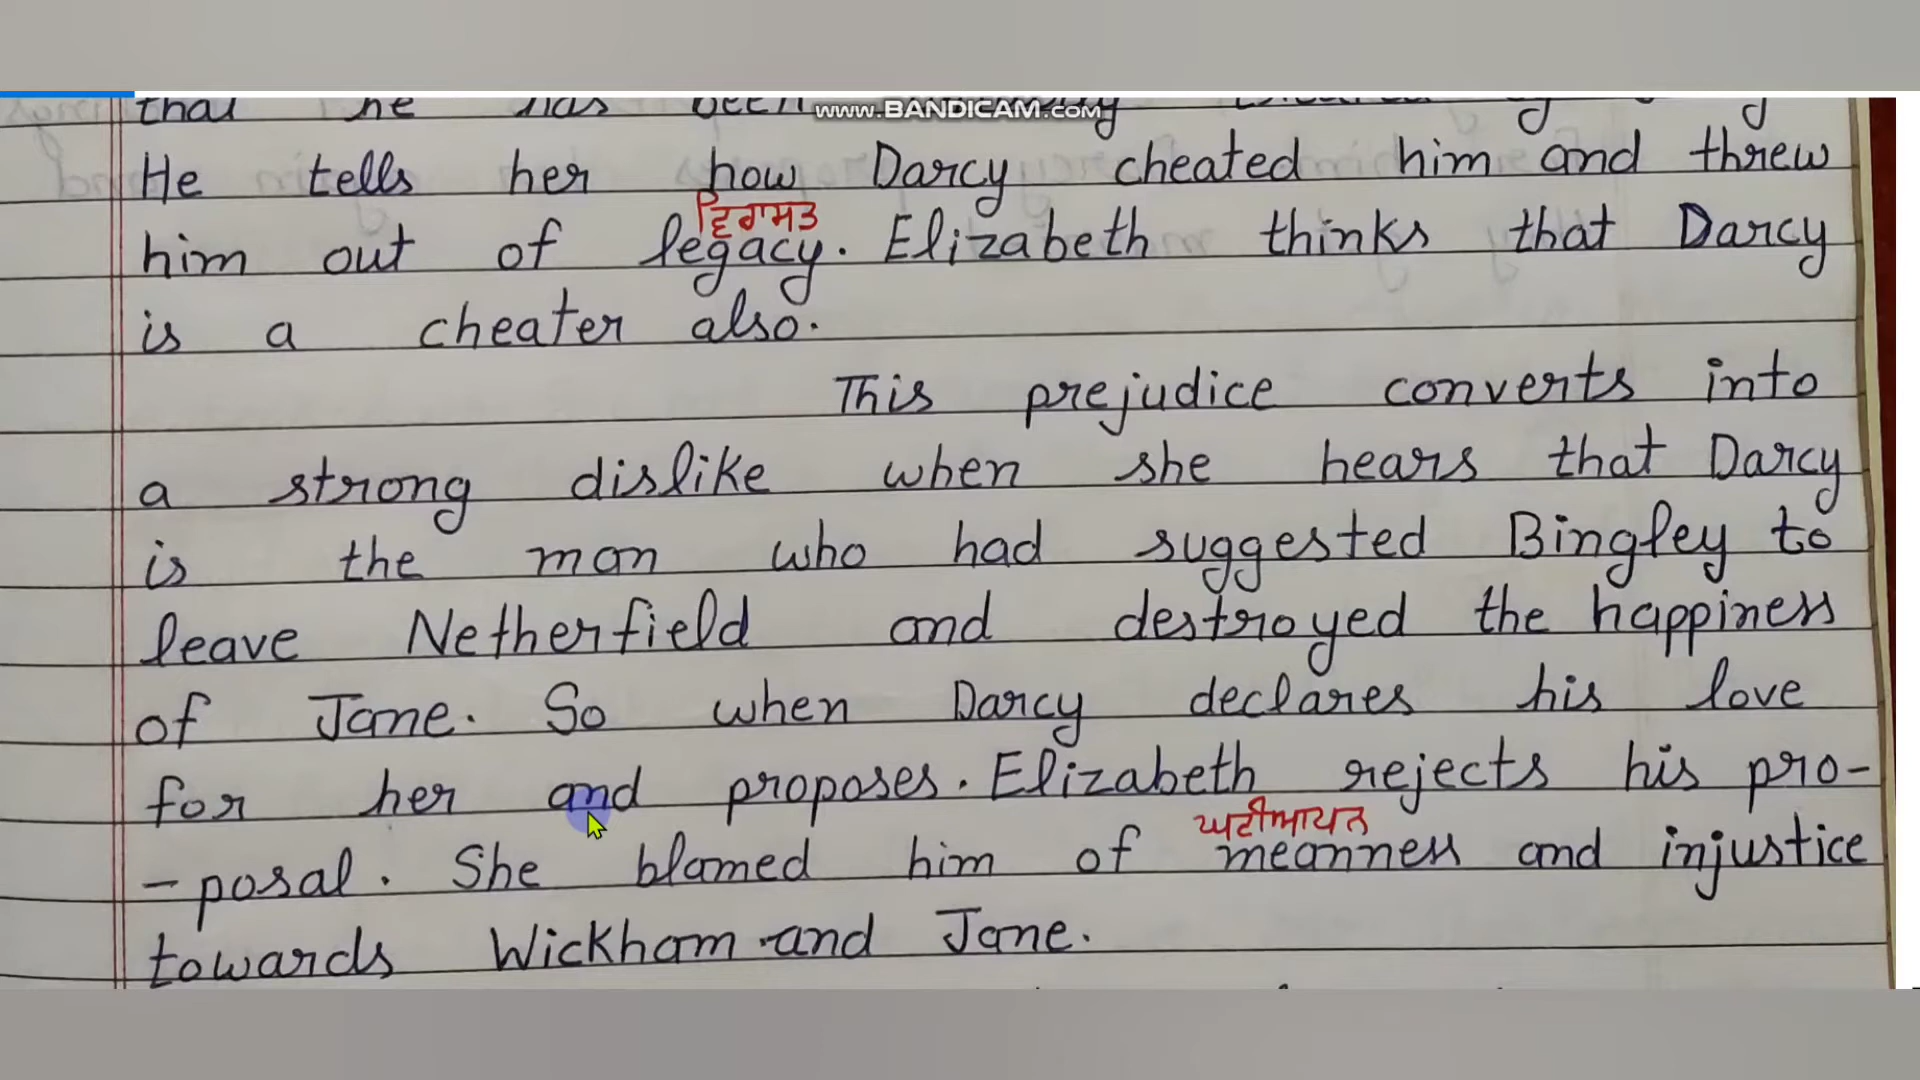 that he has been
www.BANDICAM.com
He tells her how Darcy cheated him and threw
ਵਿਰਾਸਤ
him out of legacy. Elizabeth thinks that Darcy
is a cheater also.
This prejudice converts into
a strong dislike when she hears that Darcy
is the man who had suggested Bingley to
leave Netherfield and destroyed the happiness
of Jane. So when Darcy declares his love
for her and proposes. Elizabeth rejects his pro-
ਘਟੀਆਪਨ
-posal. She blamed him of meanness and injustice
towards Wickham and Jane.